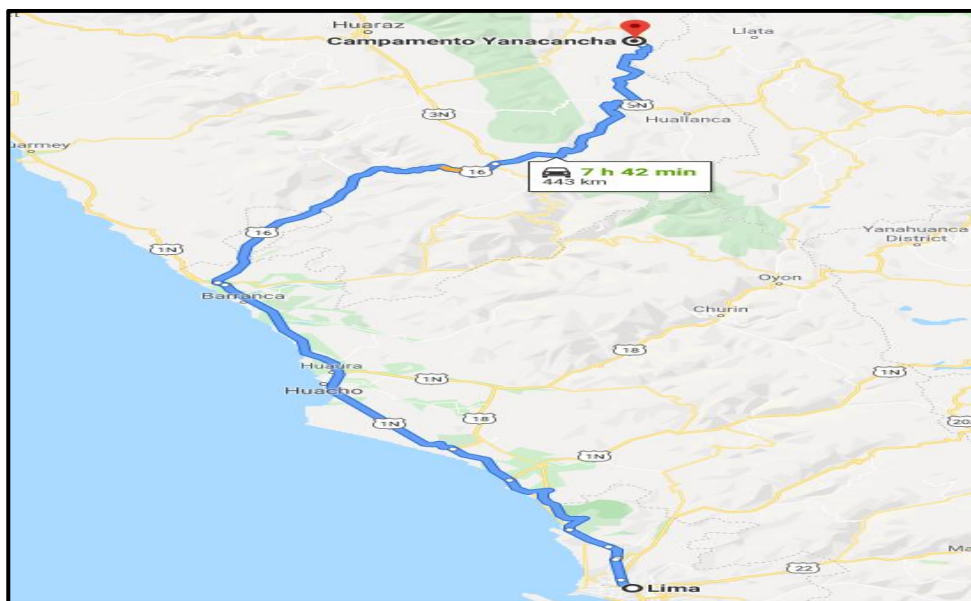 Huaraz
Campamento Yanacancha
Llata
3N
3N
Huallanca
16
7 h 42 min
443 km
16
1N
Yanahuanca
District
Oyon
Barranca
Churin
18
Huaura
1N
1N
Huacho
1N
18
20A
1N
22
Lima